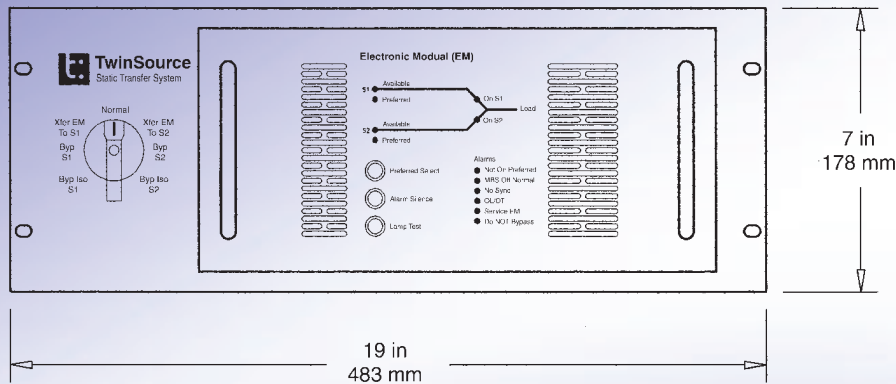 TwinSource
Static Transfer System
Normal
Xfer EM
To S1
Xfer EM
To S2
Byp
S1
Byp
S2
Byp Iso
S1
Byp Iso
S2
Electronic Modual (EM)
Available
S1
Preferred
On S1
Load
On S2
Available
S2
Preferred
Preferred Select
Alarm Silence
Lamp Test
Alarms
Not On Preferred
MBS Off Normal
No Sync
OL/OT
Service EM
Do NOT Bypass
7 in
178 mm
19 in
483 mm